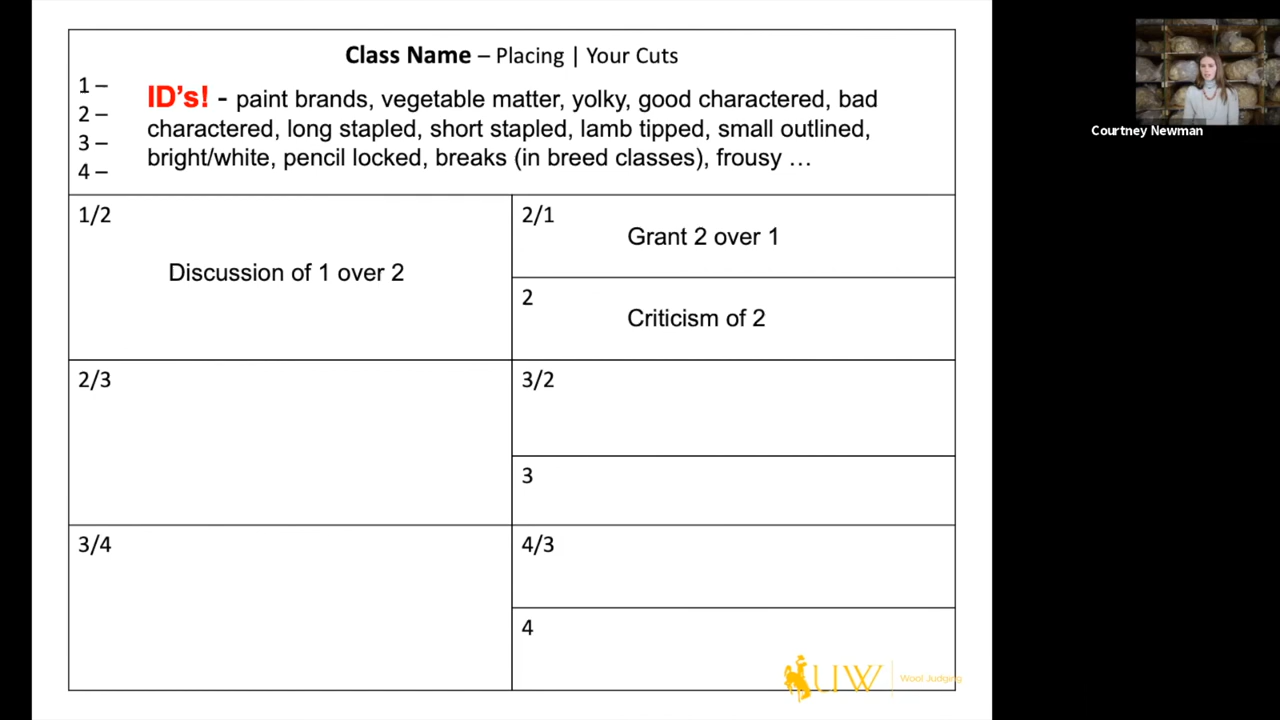 Class Name – Placing | Your Cuts
1 –
2 –
3 –
4 –
ID's! - paint brands, vegetable matter, yolky, good charactered, bad
charactered, long stapled, short stapled, lamb tipped, small outlined,
bright/white, pencil locked, breaks (in breed classes), frousy …
1/2
Discussion of 1 over 2
2/1
Grant 2 over 1
2
Criticism of 2
2/3
3/2
3
3/4
4/3
4
UW
Wool Judging
Courtney Newman